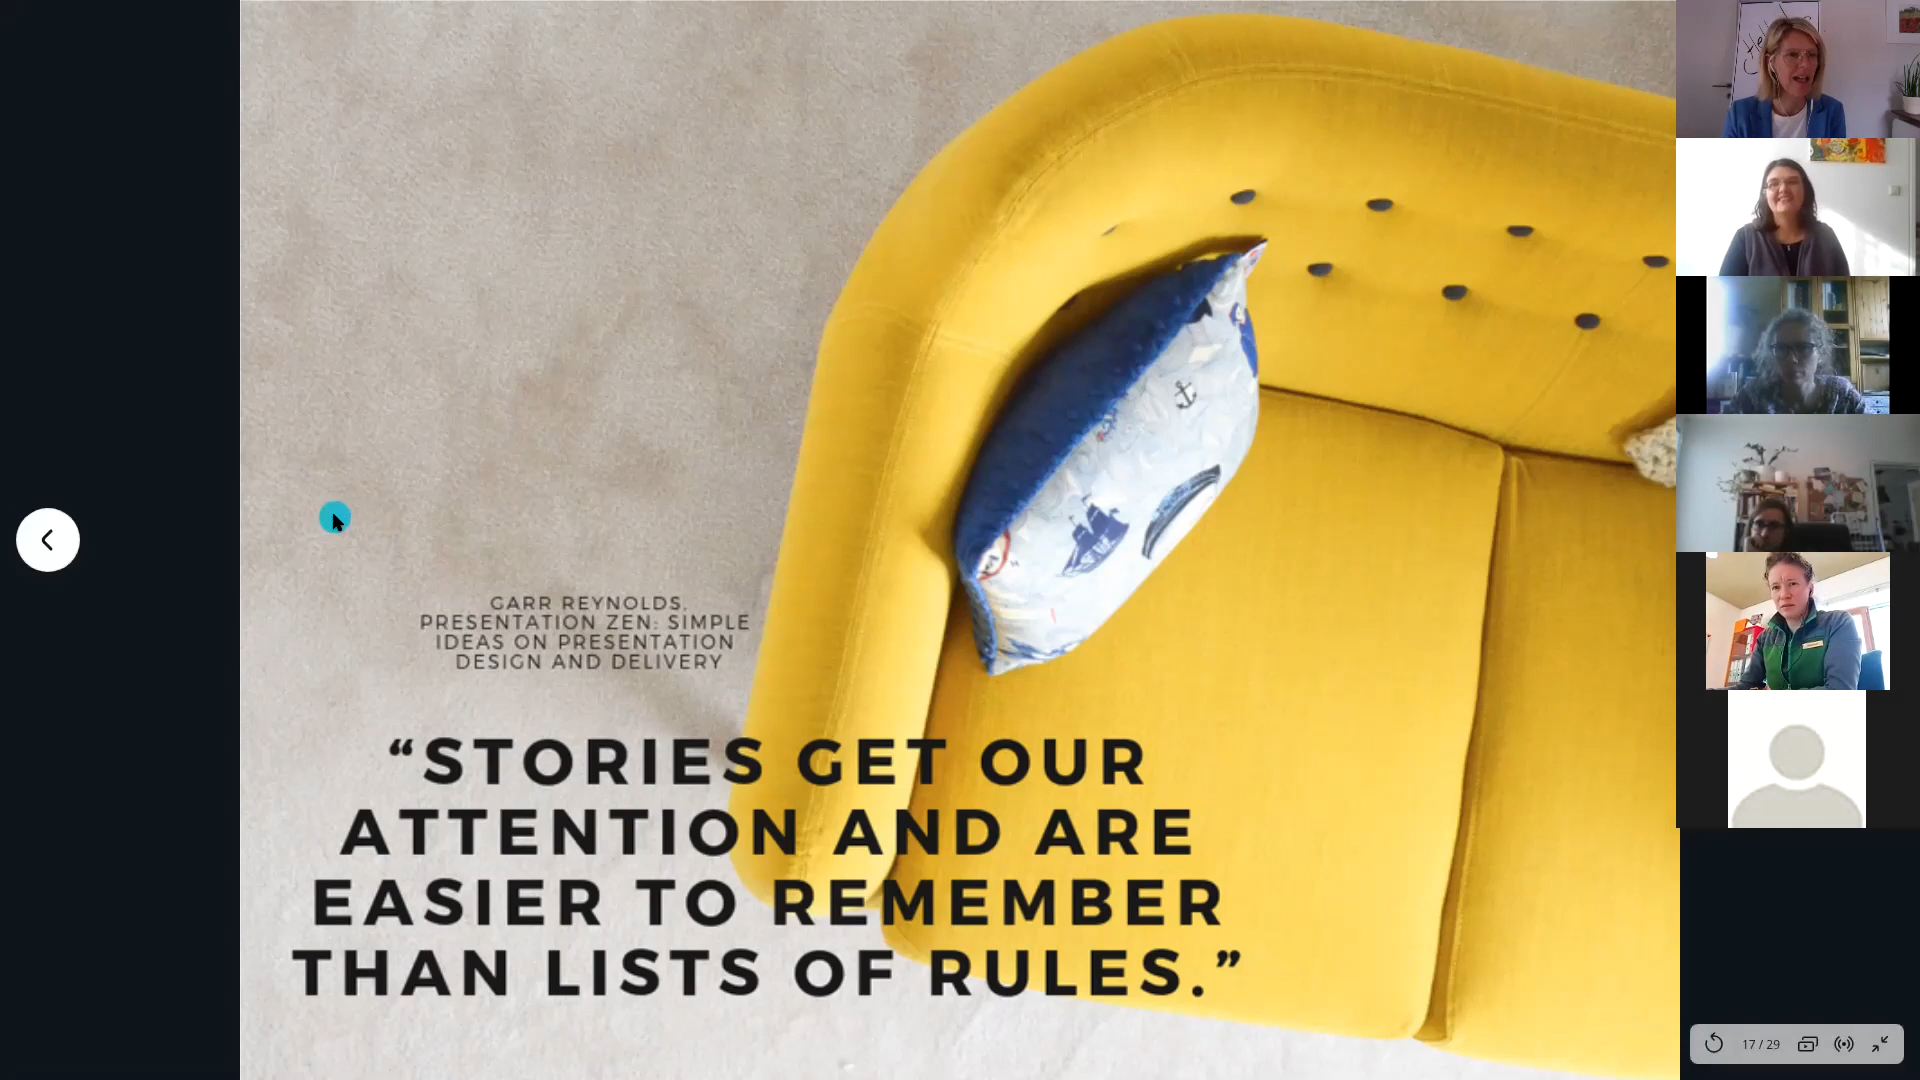 GARR REYNOLDS,
PRESENTATION ZEN: SIMPLE
IDEAS ON PRESENTATION
DESIGN AND DELIVERY
“STORIES GET OUR
ATTENTION AND ARE
EASIER TO REMEMBER
THAN LISTS OF RULES.”
17 / 29